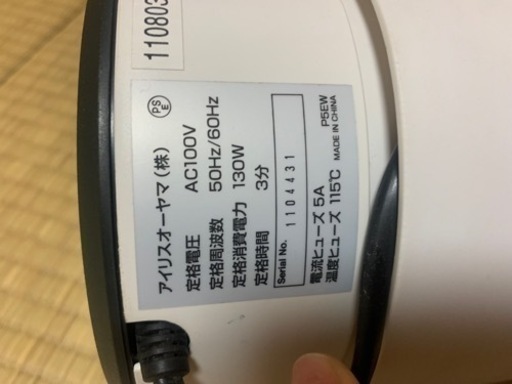 110803
PS
E
アイリスオーヤマ(株)
定格電圧 AC100V
定格周波数 50Hz/60Hz
定格消費電力 130W
定格時間 3分
Serial No. 1104431
電流ヒューズ 5A
温度ヒューズ 115℃
P5EW
MADE IN CHINA